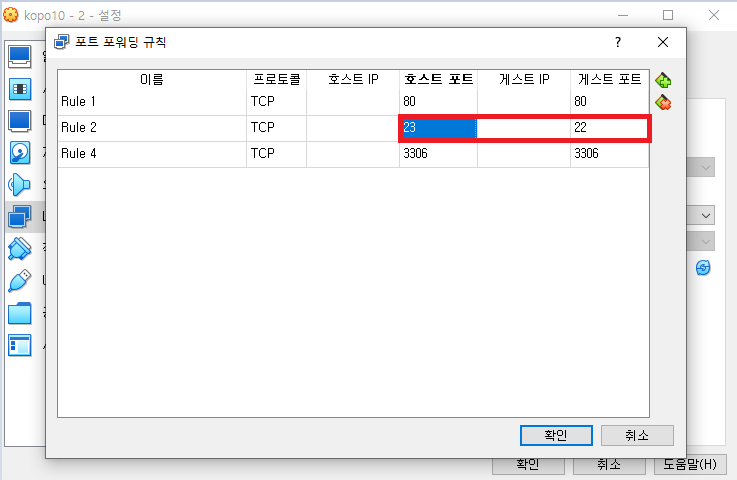 kopo10 - 2 - 설정
포트 포워딩 규칙
?
이름 프로토콜 호스트 IP 호스트 포트 게스트 IP 게스트 포트
Rule 1 TCP 80 80
Rule 2 TCP 23 22
Rule 4 TCP 3306 3306
확인 취소
확인 취소 도움말(H)